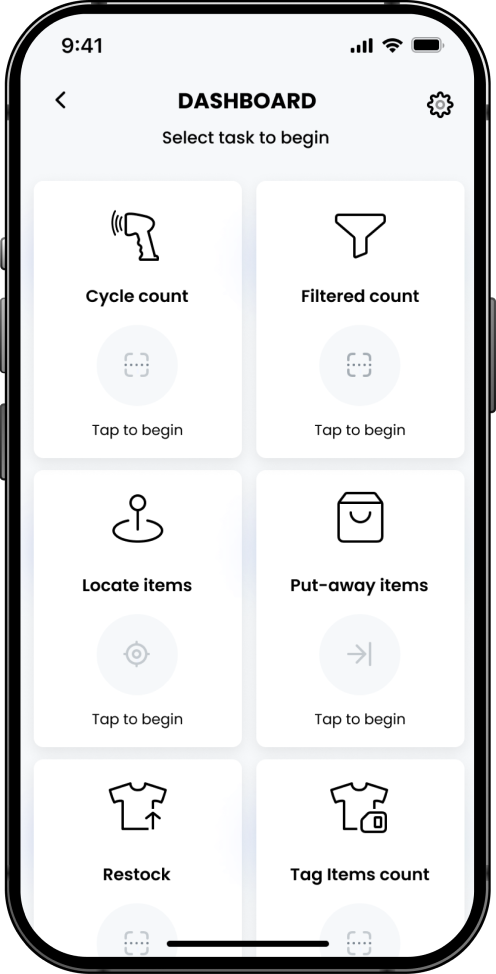 9:41
DASHBOARD
Select task to begin
Cycle count
Filtered count
Tap to begin
Tap to begin
Locate items
Put-away items
Tap to begin
Tap to begin
Restock
Tag Items count